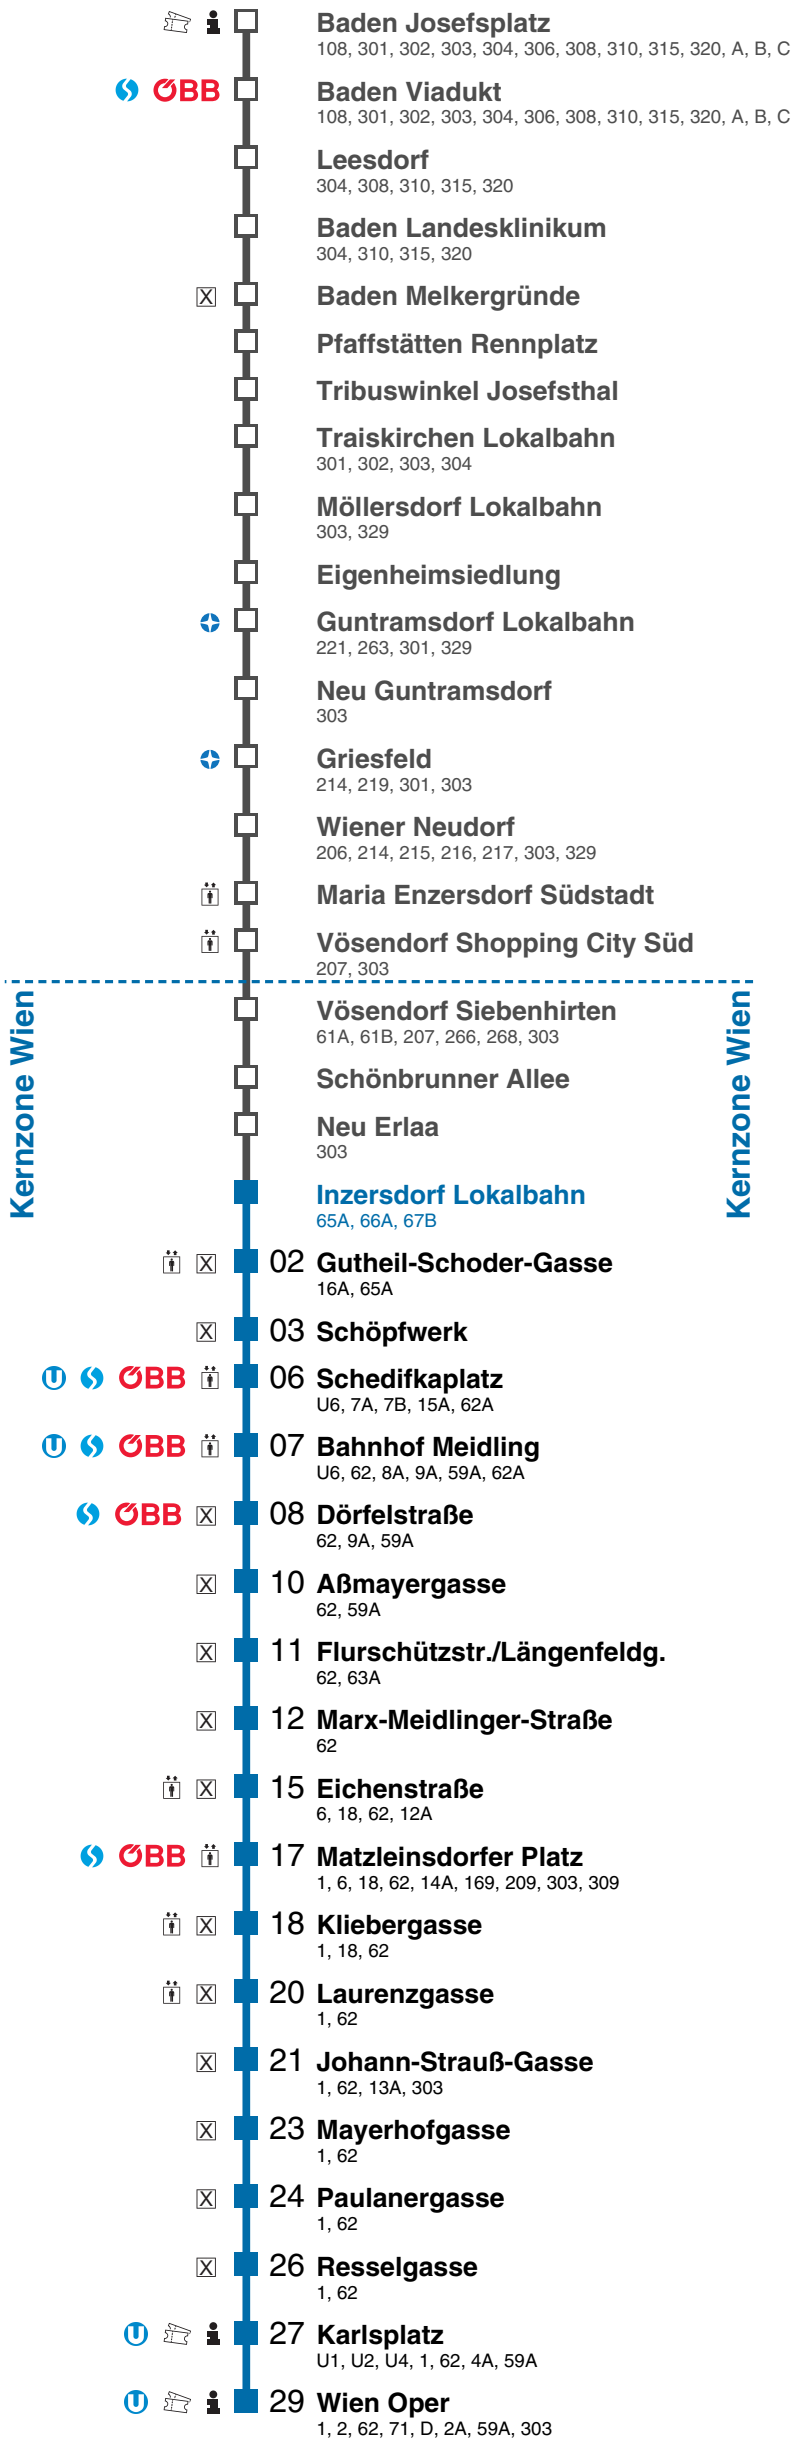 Baden Josefsplatz
108, 301, 302, 303, 304, 306, 308, 310, 315, 320, A, B, C
ÖBB Baden Viadukt
108, 301, 302, 303, 304, 306, 308, 310, 315, 320, A, B, C
Leesdorf
304, 308, 310, 315, 320
Baden Landesklinikum
304, 310, 315, 320
X Baden Melkergründe
Pfaffstätten Rennplatz
Tribuswinkel Josefsthal
Traiskirchen Lokalbahn
301, 302, 303, 304
Möllersdorf Lokalbahn
303, 329
Eigenheimsiedlung
Guntramsdorf Lokalbahn
221, 263, 301, 329
Neu Guntramsdorf
303
Griesfeld
214, 219, 301, 303
Wiener Neudorf
206, 214, 215, 216, 217, 303, 329
Maria Enzersdorf Südstadt
Vösendorf Shopping City Süd
207, 303
Kernzone Wien
Kernzone Wien
Vösendorf Siebenhirten
61A, 61B, 207, 266, 268, 303
Schönbrunner Allee
Neu Erlaa
303
Inzersdorf Lokalbahn
65A, 66A, 67B
X 02 Gutheil-Schoder-Gasse
16A, 65A
X 03 Schöpfwerk
U ÖBB 06 Schedifkaplatz
U6, 7A, 7B, 15A, 62A
U ÖBB 07 Bahnhof Meidling
U6, 62, 8A, 9A, 59A, 62A
ÖBB X 08 Dörfelstraße
62, 9A, 59A
X 10 Aßmayergasse
62, 59A
X 11 Flurschützstr./Längenfeldg.
62, 63A
X 12 Marx-Meidlinger-Straße
62
X 15 Eichenstraße
6, 18, 62, 12A
ÖBB 17 Matzleinsdorfer Platz
1, 6, 18, 62, 14A, 169, 209, 303, 309
X 18 Kliebergasse
1, 18, 62
X 20 Laurenzgasse
1, 62
X 21 Johann-Strauß-Gasse
1, 62, 13A, 303
X 23 Mayerhofgasse
1, 62
X 24 Paulanergasse
1, 62
X 26 Resselgasse
1, 62
U 27 Karlsplatz
U1, U2, U4, 1, 62, 4A, 59A
U 29 Wien Oper
1, 2, 62, 71, D, 2A, 59A, 303